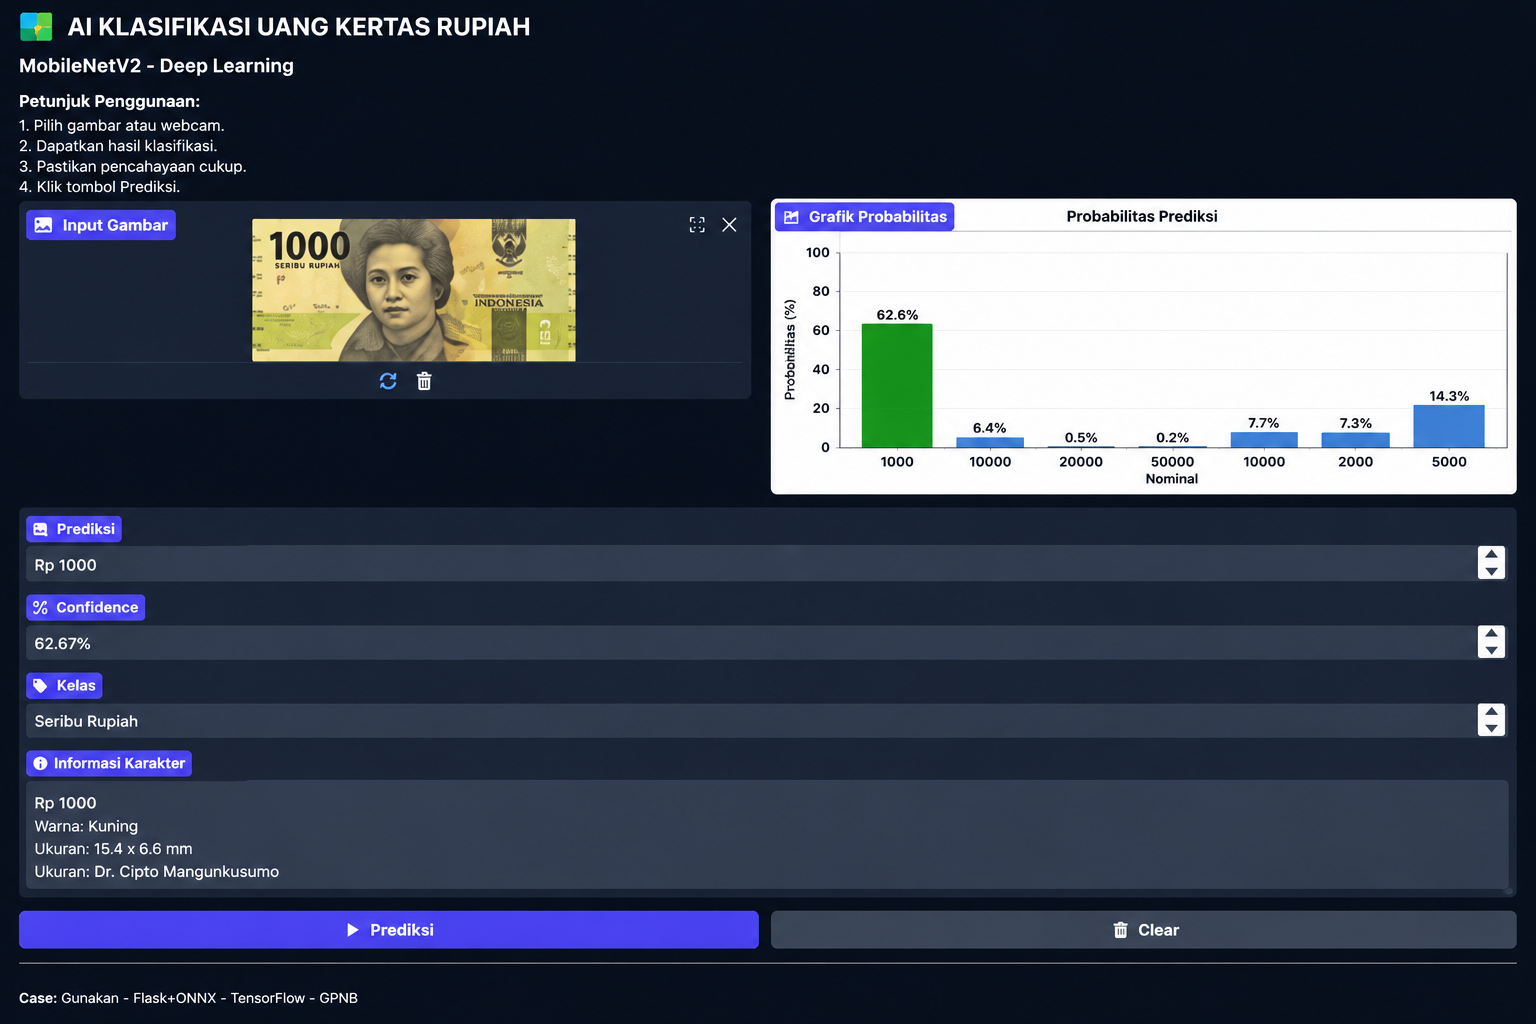 AI KLASIFIKASI UANG KERTAS RUPIAH
MobileNetV2 - Deep Learning
Petunjuk Penggunaan:
1. Pilih gambar atau webcam.
2. Dapatkan hasil klasifikasi.
3. Pastikan pencahayaan cukup.
4. Klik tombol Prediksi.
Input Gambar
1000
SERIBU RUPIAH
INDONESIA
Grafik Probabilitas
Probabilitas Prediksi
100
80
60
40
20
0
62.6%
6.4%
0.5%
0.2%
7.7%
7.3%
14.3%
1000 10000 20000 50000 10000 2000 5000
Nominal
Prediksi
Rp 1000
Confidence
62.67%
Kelas
Seribu Rupiah
Informasi Karakter
Rp 1000
Warna: Kuning
Ukuran: 15.4 x 6.6 mm
Ukuran: Dr. Cipto Mangunkusumo
Prediksi
Clear
Case: Gunakan - Flask+ONNX - TensorFlow - GPNB